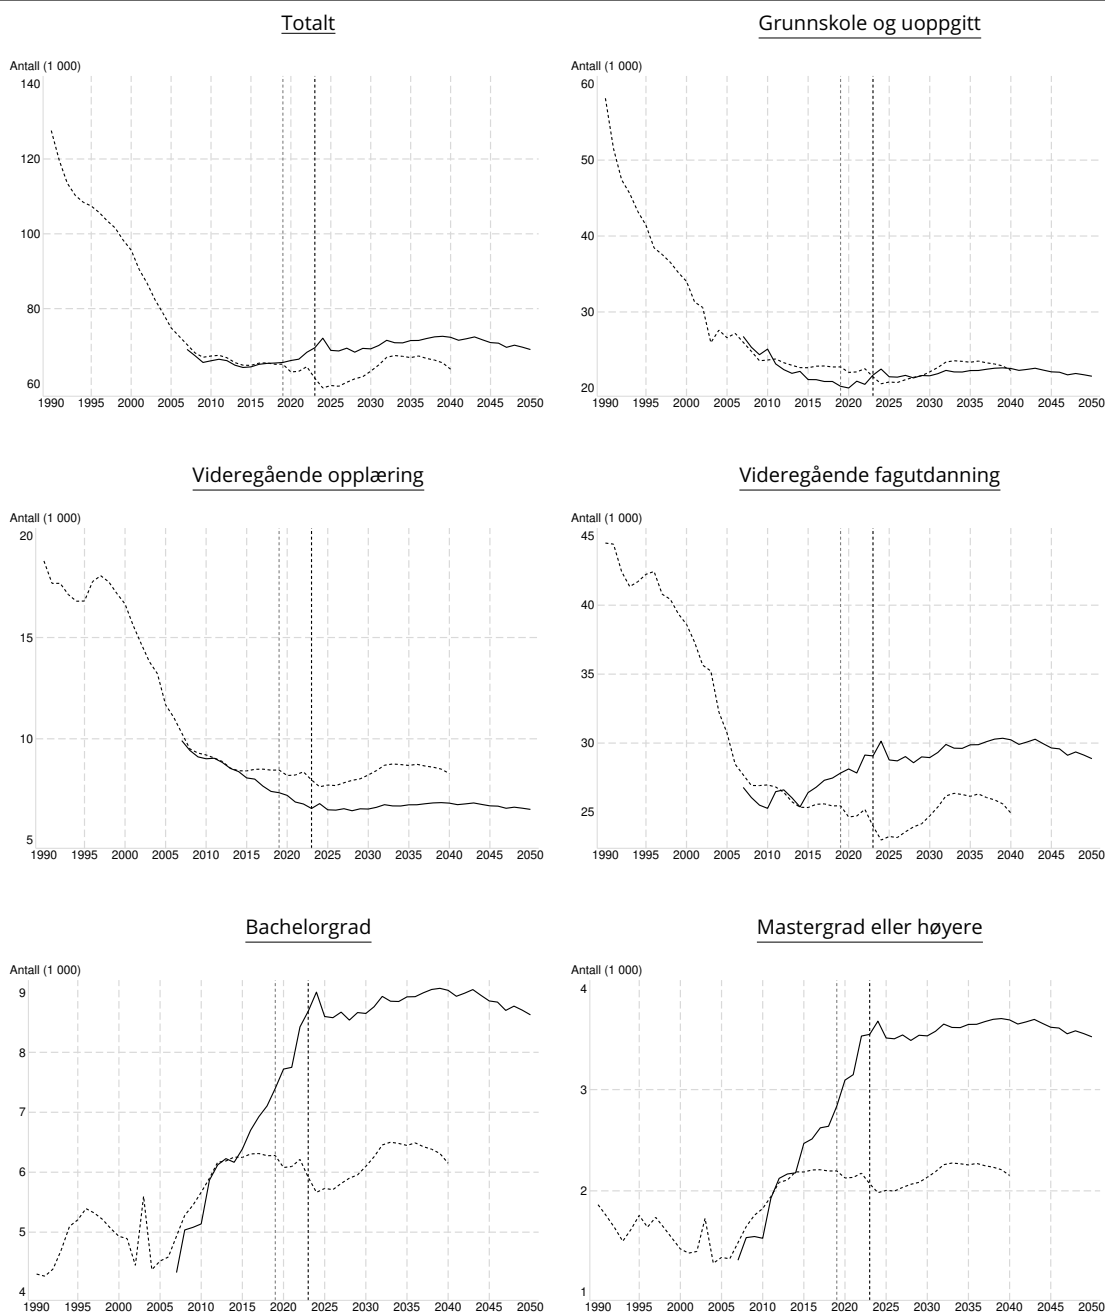 Totalt
Antall (1 000)
140
120
100
80
60
1990 1995 2000 2005 2010 2015 2020 2025 2030 2035 2040 2045 2050
Grunnskole og uoppgitt
Antall (1 000)
60
50
40
30
20
1990 1995 2000 2005 2010 2015 2020 2025 2030 2035 2040 2045 2050
Videregående opplæring
Antall (1 000)
20
15
10
5
1990 1995 2000 2005 2010 2015 2020 2025 2030 2035 2040 2045 2050
Videregående fagutdanning
Antall (1 000)
45
40
35
30
25
1990 1995 2000 2005 2010 2015 2020 2025 2030 2035 2040 2045 2050
Bachelorgrad
Antall (1 000)
9
8
7
6
5
4
1990 1995 2000 2005 2010 2015 2020 2025 2030 2035 2040 2045 2050
Mastergrad eller høyere
Antall (1 000)
4
3
2
1
1990 1995 2000 2005 2010 2015 2020 2025 2030 2035 2040 2045 2050